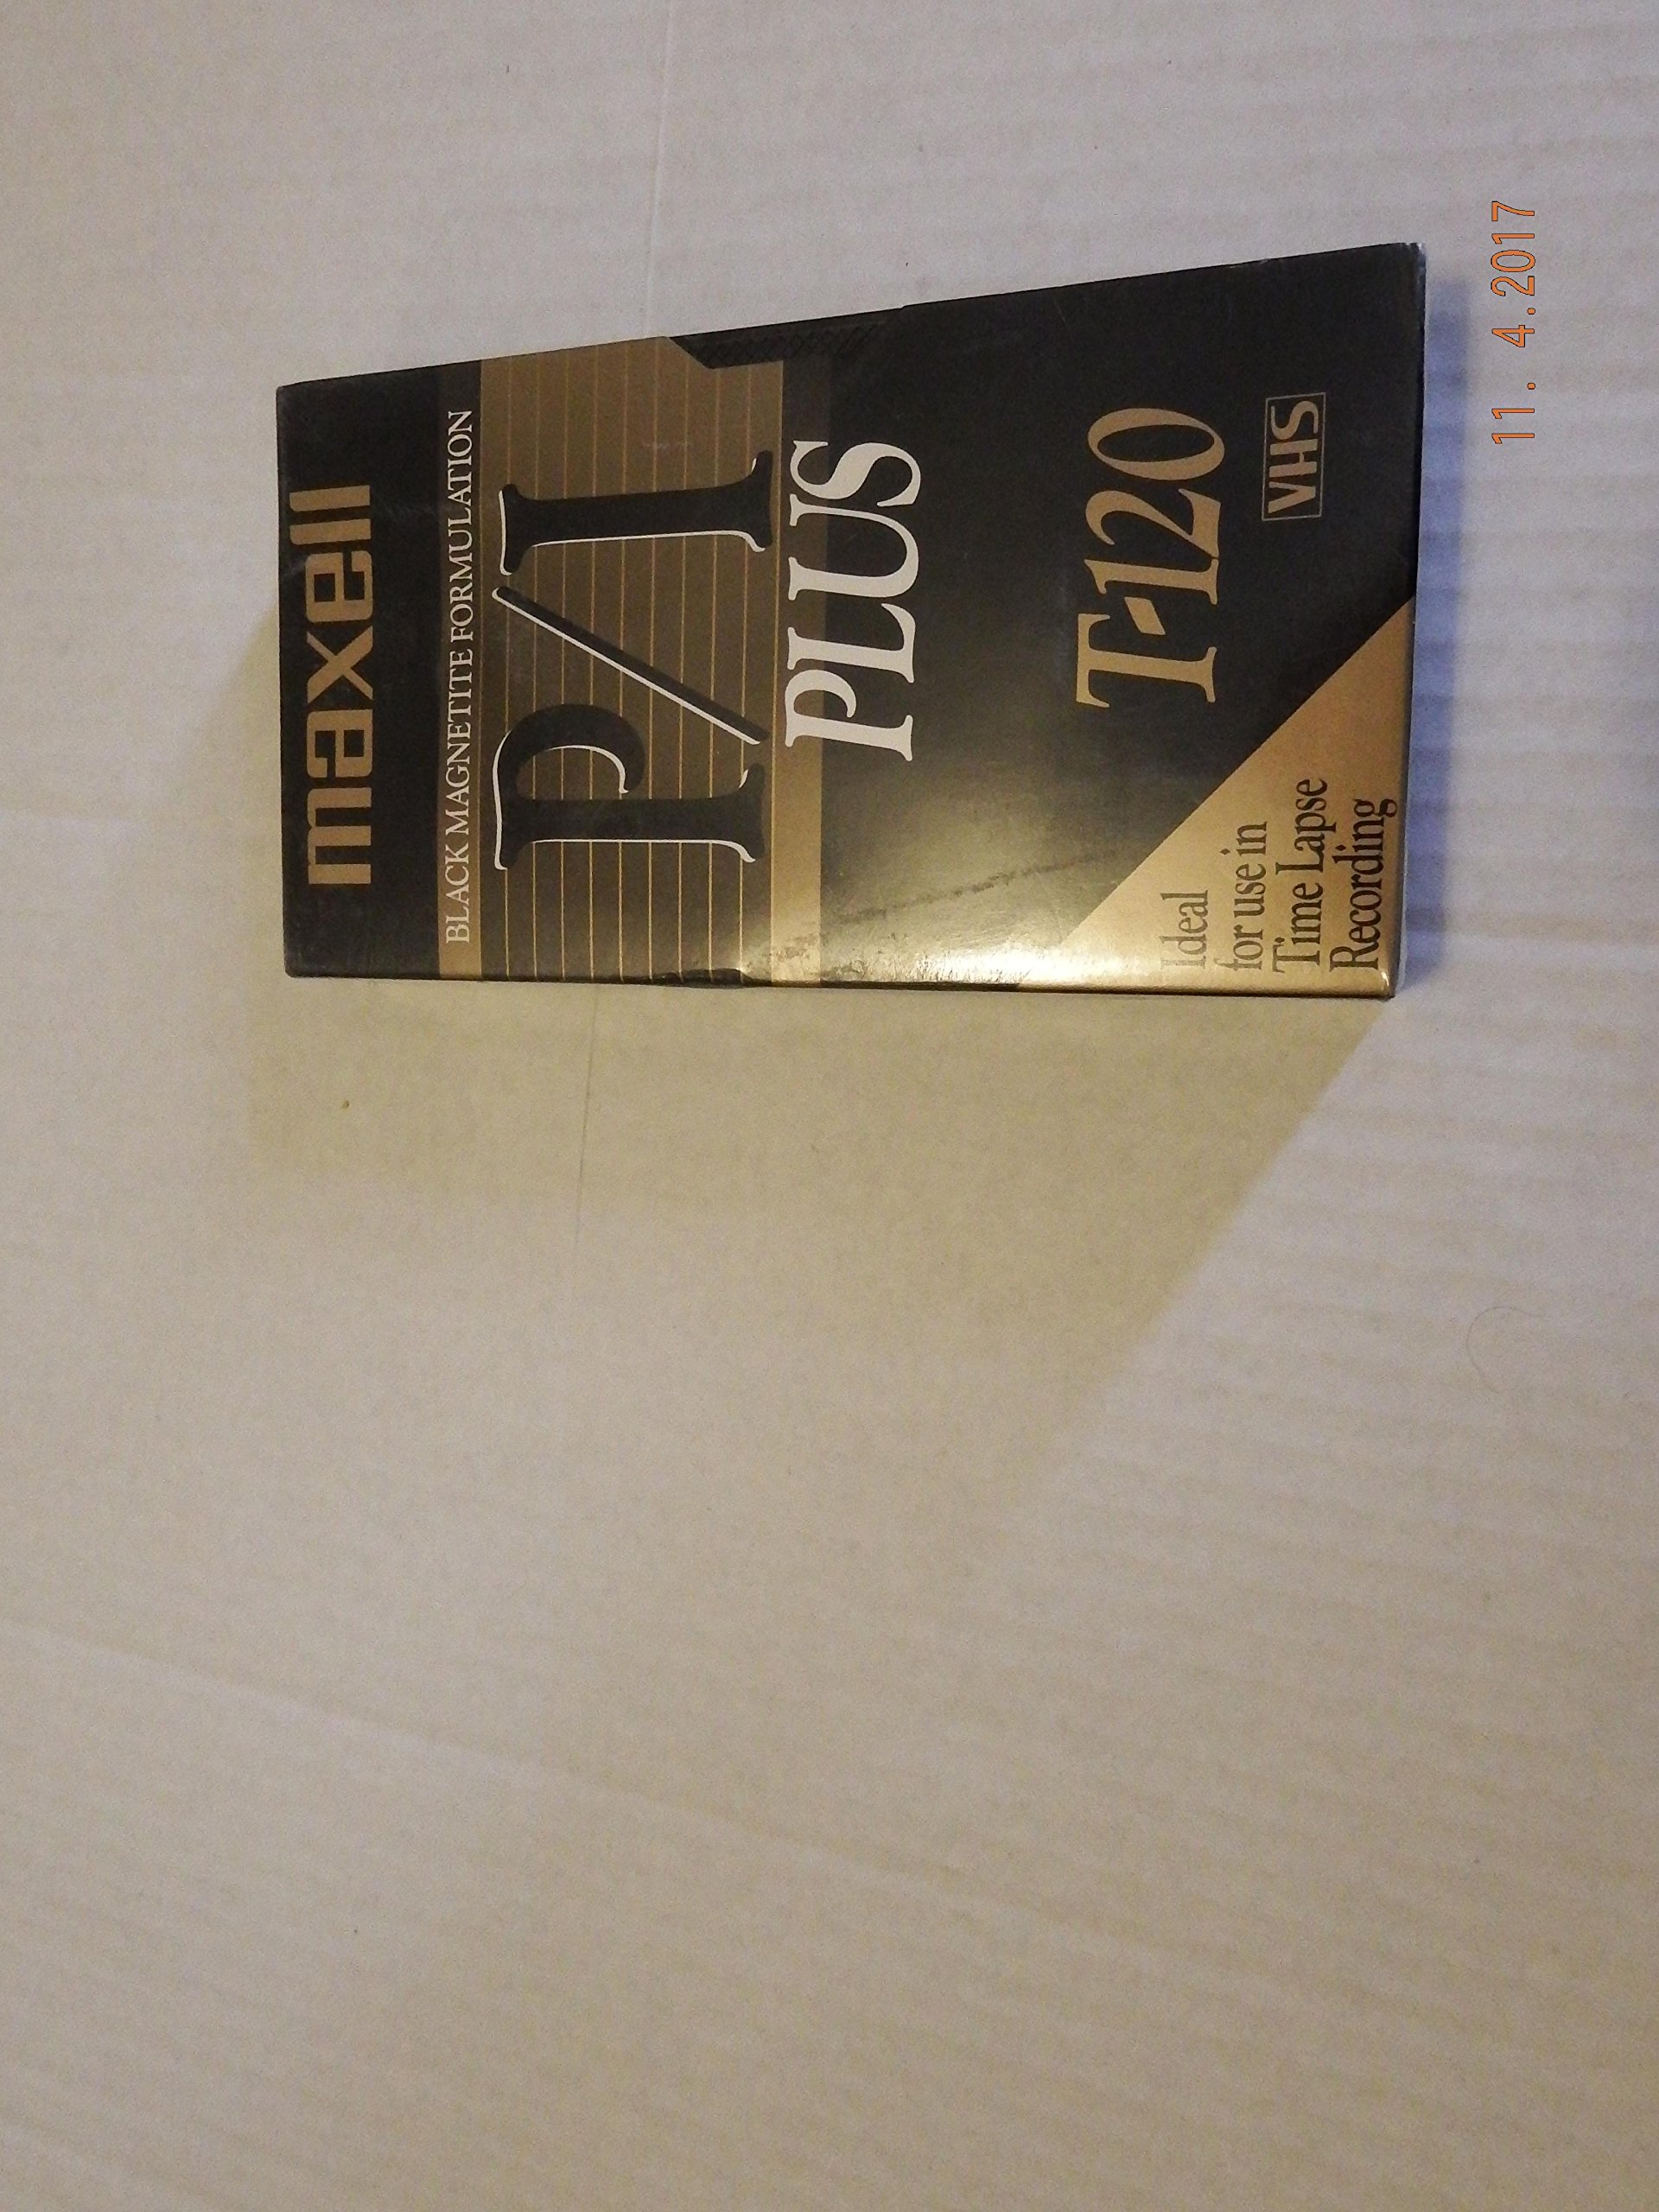 maxell
BLACK MAGNETITE FORMULATION
P/I
PLUS
T-120
VHS
Ideal
for use in
Time Lapse
Recording
11. 4.2017